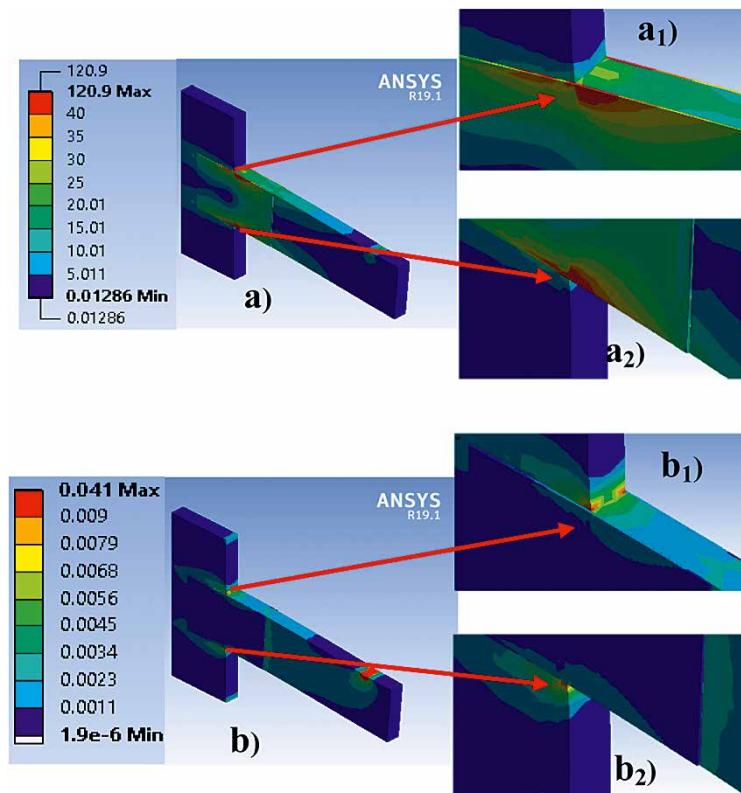 120.9
120.9 Max
40
35
30
25
20.01
15.01
10.01
5.011
0.01286 Min
0.01286
ANSYS
R19.1
a)
a₁)
a₂)
0.041 Max
0.009
0.0079
0.0068
0.0056
0.0045
0.0034
0.0023
0.0011
1.9e-6 Min
ANSYS
R19.1
b)
b₁)
b₂)